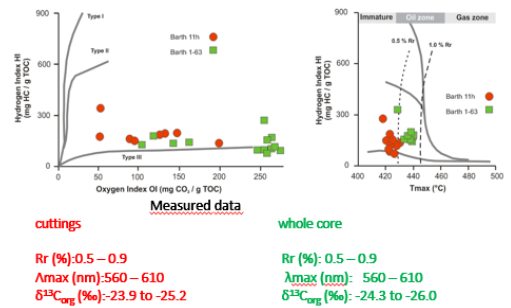 900
600
300
0
Hydrogen Index HI
(mg HC / g TOC)
Type I
Type II
Type III
Barth 11h
Barth 1-63
0 50 100 150 200 250
Oxygen Index OI (mg CO₂ / g TOC)
Immature Oil zone Gas zone
900
600
300
0
Hydrogen Index HI
(mg HC / g TOC)
0.5 % Rr
1.0 % Rr
Barth 11h
Barth 1-63
400 420 440 460 480 500
Tmax (°C)
Measured data
cuttings
whole core
Rr (%):0.5 – 0.9
Λmax (nm):560 – 610
δ¹³Corg (‰):-23.9 to -25.2
Rr (%): 0.5 – 0.9
λmax (nm): 560 – 610
δ¹³Corg (‰): -24.3 to -26.0